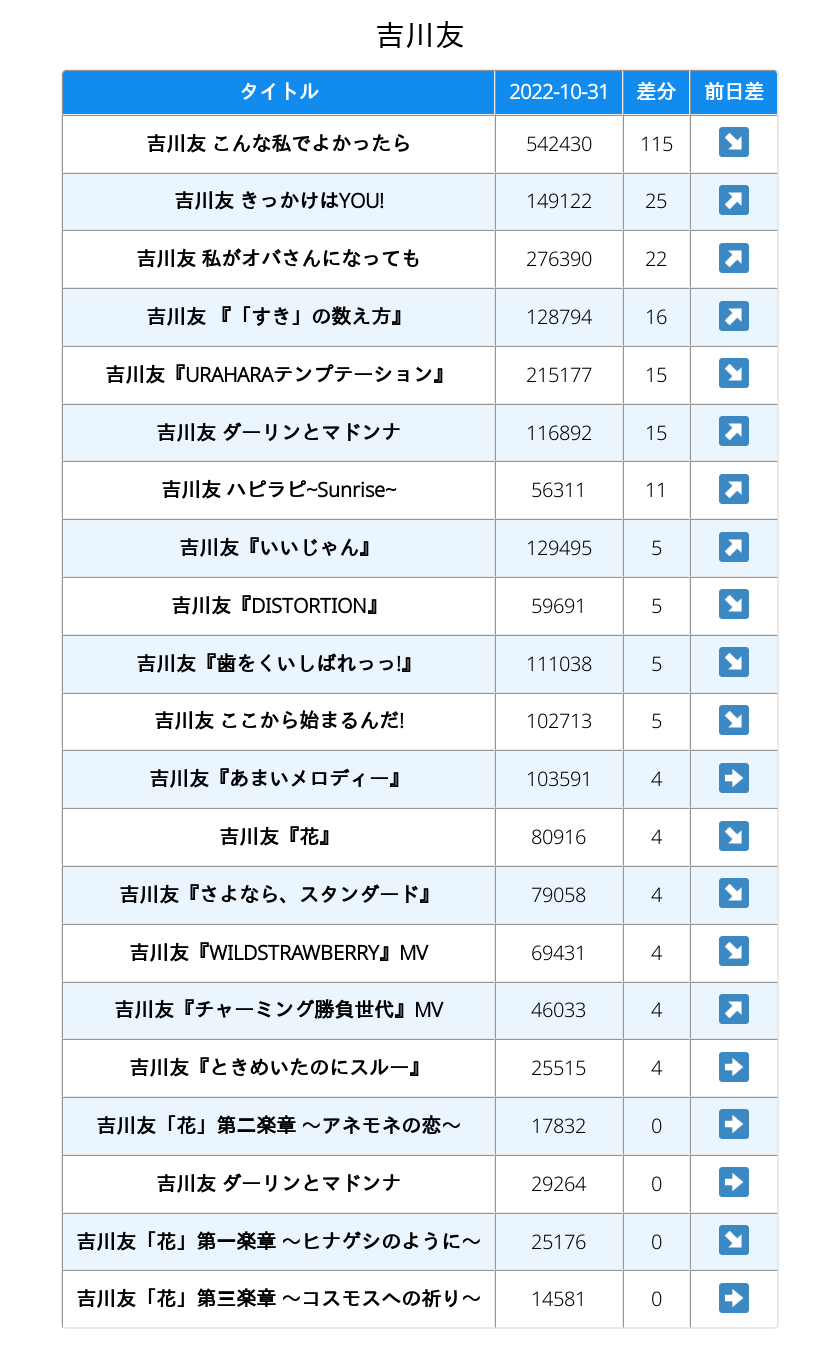 吉川友
タイトル 2022-10-31 差分 前日差
吉川友 こんな私でよかったら 542430 115
吉川友 きっかけはYOU! 149122 25
吉川友 私がオバさんになっても 276390 22
吉川友 『「すき」の数え方』 128794 16
吉川友『URAHARAテンプテーション』 215177 15
吉川友 ダーリンとマドンナ 116892 15
吉川友 ハピラピ~Sunrise~ 56311 11
吉川友『いいじゃん』 129495 5
吉川友『DISTORTION』 59691 5
吉川友『歯をくいしばれっっ!』 111038 5
吉川友 ここから始まるんだ! 102713 5
吉川友『あまいメロディー』 103591 4
吉川友『花』 80916 4
吉川友『さよなら、スタンダード』 79058 4
吉川友『WILDSTRAWBERRY』MV 69431 4
吉川友『チャーミング勝負世代』MV 46033 4
吉川友『ときめいたのにスルー』 25515 4
吉川友「花」第二楽章 ～アネモネの恋～ 17832 0
吉川友 ダーリンとマドンナ 29264 0
吉川友「花」第一楽章 ～ヒナゲシのように～ 25176 0
吉川友「花」第三楽章 ～コスモスへの祈り～ 14581 0